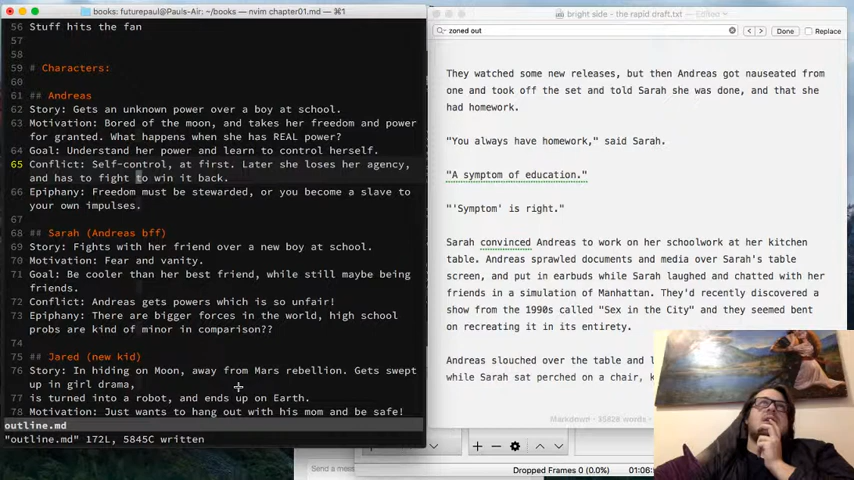 books: futurepaul@Pauls-Air: ~/books — nvim chapter01.md — ⌘1
56 Stuff hits the fan
57
58
59 # Characters:
60
61 ## Andreas
62 Story: Gets an unknown power over a boy at school.
63 Motivation: Bored of the moon, and takes her freedom and power
for granted. What happens when she has REAL power?
64 Goal: Understand her power and learn to control herself.
65 Conflict: Self-control, at first. Later she loses her agency,
and has to fight to win it back.
66 Epiphany: Freedom must be stewarded, or you become a slave to
your own impulses.
67
68 ## Sarah (Andreas bff)
69 Story: Fights with her friend over a new boy at school.
70 Motivation: Fear and vanity.
71 Goal: Be cooler than her best friend, while still maybe being
friends.
72 Conflict: Andreas gets powers which is so unfair!
73 Epiphany: There are bigger forces in the world, high school
probs are kind of minor in comparison??
74
75 ## Jared (new kid)
76 Story: In hiding on Moon, away from Mars rebellion. Gets swept
up in girl drama,
77 is turned into a robot, and ends up on Earth.
78 Motivation: Just wants to hang out with his mom and be safe!
outline.md
"outline.md" 172L, 5845C written
bright side - the rapid draft.txt — Edited
zoned out
Done
Replace
They watched some new releases, but then Andreas got nauseated from
one and took off the set and told Sarah she was done, and that she
had homework.
"You always have homework," said Sarah.
"A symptom of education."
"'Symptom' is right."
Sarah convinced Andreas to work on her schoolwork at her kitchen
table. Andreas sprawled documents and media over Sarah's table
screen, and put in earbuds while Sarah laughed and chatted with her
friends in a simulation of Manhattan. They'd recently discovered a
show from the 1990s called "Sex in the City" and they seemed bent
on recreating it in its entirety.
Andreas slouched over the table and
while Sarah sat perched on a chair,
Markdown
words
Send a mess
Dropped Frames 0 (0.0%)
01:06: